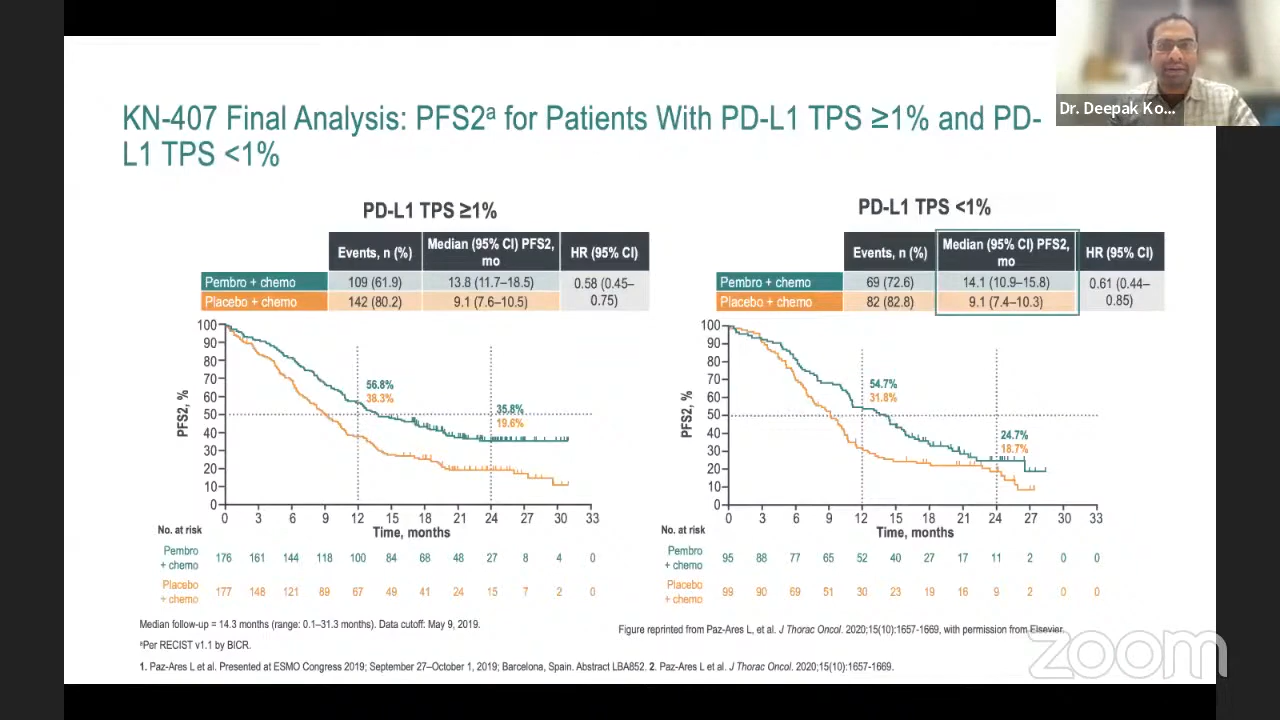 Dr. Deepak Ko...
KN-407 Final Analysis: PFS2ª for Patients With PD-L1 TPS ≥1% and PD-
L1 TPS <1%
PD-L1 TPS ≥1%
Events, n (%) Median (95% CI) PFS2, mo HR (95% CI)
Pembro + chemo 109 (61.9) 13.8 (11.7–18.5) 0.58 (0.45–
0.75)
Placebo + chemo 142 (80.2) 9.1 (7.6–10.5)
100
90
80
70
60
50
40
30
20
10
0
PFS2, %
56.8%
38.3%
35.8%
19.6%
0 3 6 9 12 15 18 21 24 27 30 33
Time, months
No. at risk
Pembro
+ chemo 176 161 144 118 100 84 68 48 27 8 4 0
Placebo
+ chemo 177 148 121 89 67 49 41 24 15 7 2 0
PD-L1 TPS <1%
Events, n (%) Median (95% CI) PFS2, mo HR (95% CI)
Pembro + chemo 69 (72.6) 14.1 (10.9–15.8) 0.61 (0.44–
0.85)
Placebo + chemo 82 (82.8) 9.1 (7.4–10.3)
100
90
80
70
60
50
40
30
20
10
0
PFS2, %
54.7%
31.8%
24.7%
18.7%
0 3 6 9 12 15 18 21 24 27 30 33
Time, months
No. at risk
Pembro
+ chemo 95 88 77 65 52 40 27 17 11 2 0 0
Placebo
+ chemo 99 90 69 51 30 23 19 16 9 2 0 0
Median follow-up = 14.3 months (range: 0.1–31.3 months). Data cutoff: May 9, 2019.
ªPer RECIST v1.1 by BICR.
Figure reprinted from Paz-Ares L, et al. J Thorac Oncol. 2020;15(10):1657-1669, with permission from Elsevier.
1. Paz-Ares L et al. Presented at ESMO Congress 2019; September 27–October 1, 2019; Barcelona, Spain. Abstract LBA852. 2. Paz-Ares L et al. J Thorac Oncol. 2020;15(10):1657-1669.
zoom